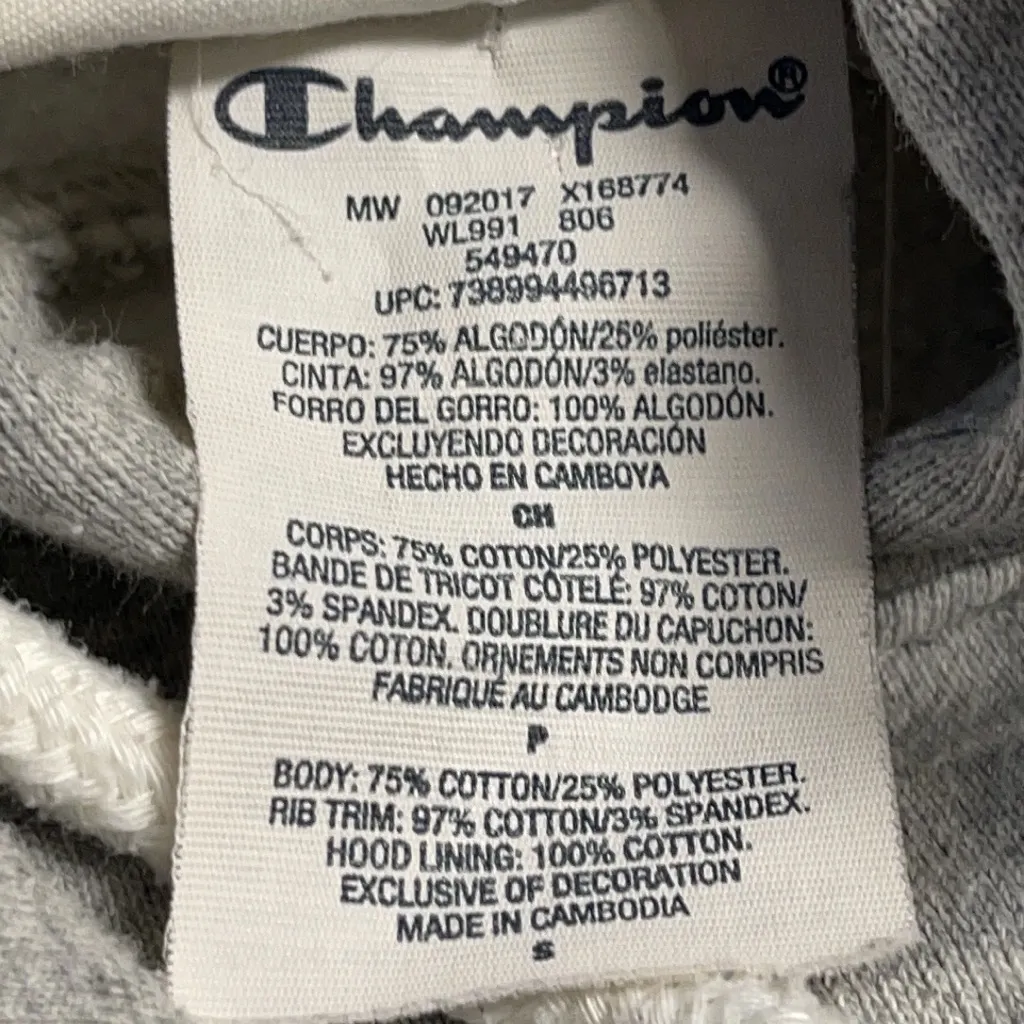 Champion®
MW 092017 X168774
WL991 806
549470
UPC: 738994496713
CUERPO: 75% ALGODÓN/25% poliéster.
CINTA: 97% ALGODÓN/3% elastano.
FORRO DEL GORRO: 100% ALGODÓN.
EXCLUYENDO DECORACIÓN
HECHO EN CAMBOYA
CH
CORPS: 75% COTON/25% POLYESTER.
BANDE DE TRICOT CÔTELÉ: 97% COTON/
3% SPANDEX. DOUBLURE DU CAPUCHON:
100% COTON. ORNEMENTS NON COMPRIS
FABRIQUÉ AU CAMBODGE
P
BODY: 75% COTTON/25% POLYESTER.
RIB TRIM: 97% COTTON/3% SPANDEX.
HOOD LINING: 100% COTTON.
EXCLUSIVE OF DECORATION
MADE IN CAMBODIA
S